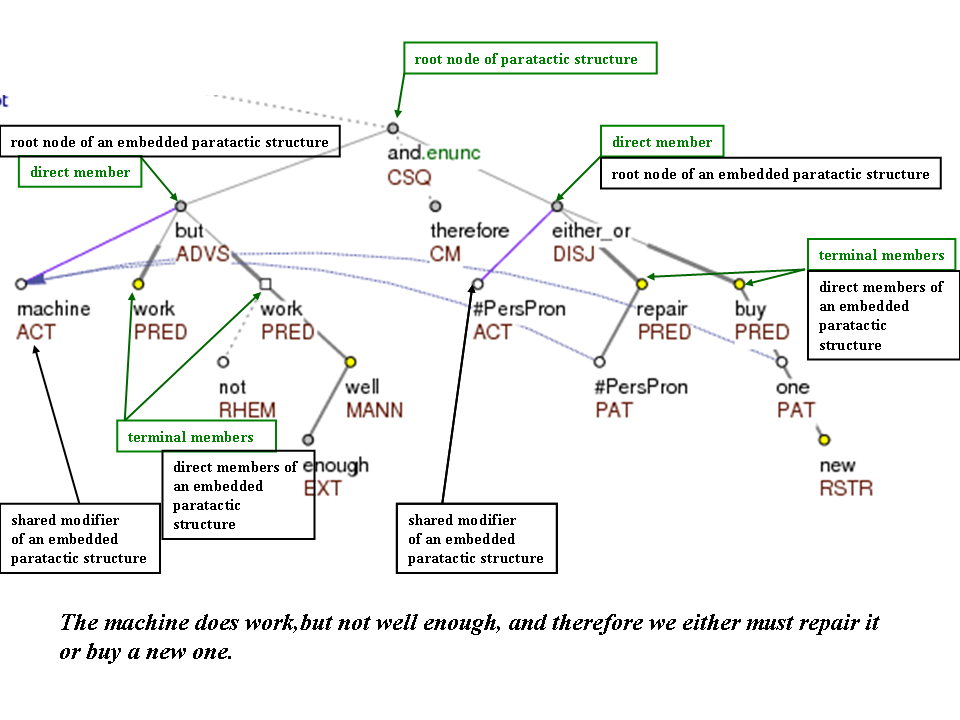 root node of paratactic structure
ot
root node of an embedded paratactic structure
direct member
direct member
root node of an embedded paratactic structure
and.enunc
CSQ
but
ADVS
therefore
CM
either_or
DISJ
terminal members
direct members of
an embedded
paratactic
structure
machine
ACT
work
PRED
work
PRED
#PersPron
ACT
repair
PRED
buy
PRED
not
RHEM
well
MANN
#PersPron
PAT
one
PAT
terminal members
direct members of
an embedded
paratactic
structure
enough
EXT
new
RSTR
shared modifier
of an embedded
paratactic structure
shared modifier
of an embedded
paratactic structure
The machine does work,but not well enough, and therefore we either must repair it
or buy a new one.